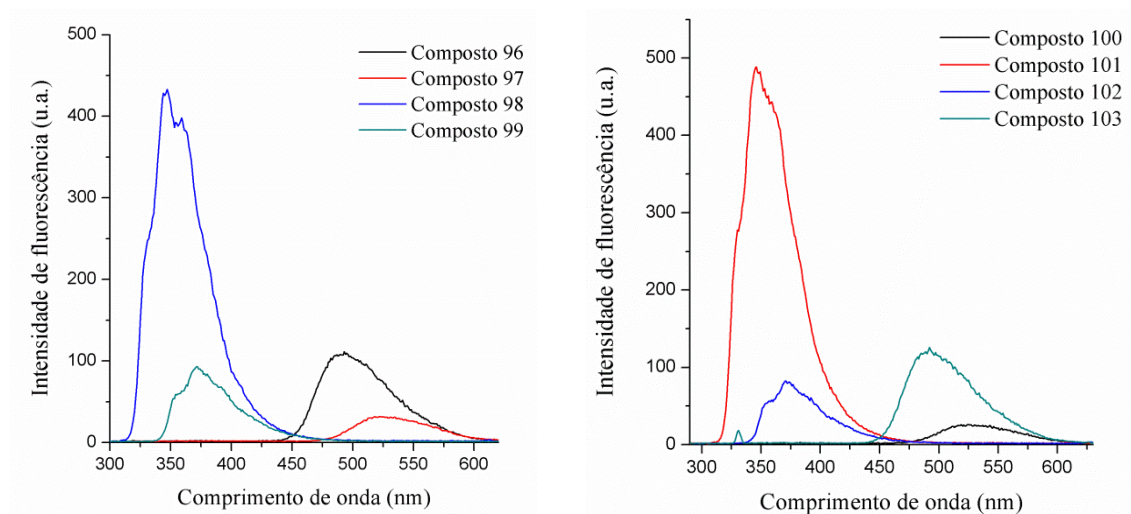 Intensidade de fluorescência (u.a.)
500
400
300
200
100
0
Composto 96
Composto 97
Composto 98
Composto 99
300 350 400 450 500 550 600
Comprimento de onda (nm)
Intensidade de fluorescência (u.a.)
500
400
300
200
100
0
Composto 100
Composto 101
Composto 102
Composto 103
300 350 400 450 500 550 600
Comprimento de onda (nm)